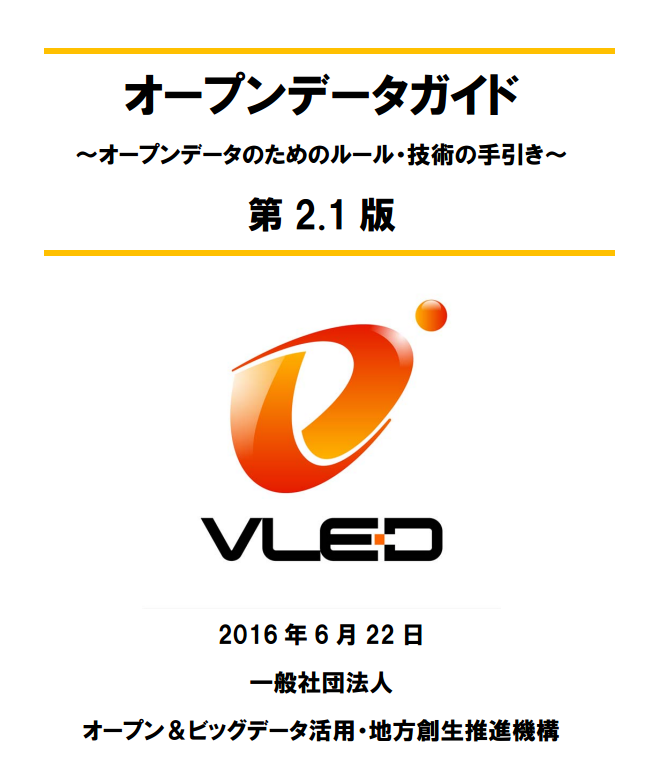 オープンデータガイド
～オープンデータのためのルール・技術の手引き～
第 2.1 版
VLED
2016 年 6 月 22 日
一般社団法人
オープン＆ビッグデータ活用・地方創生推進機構